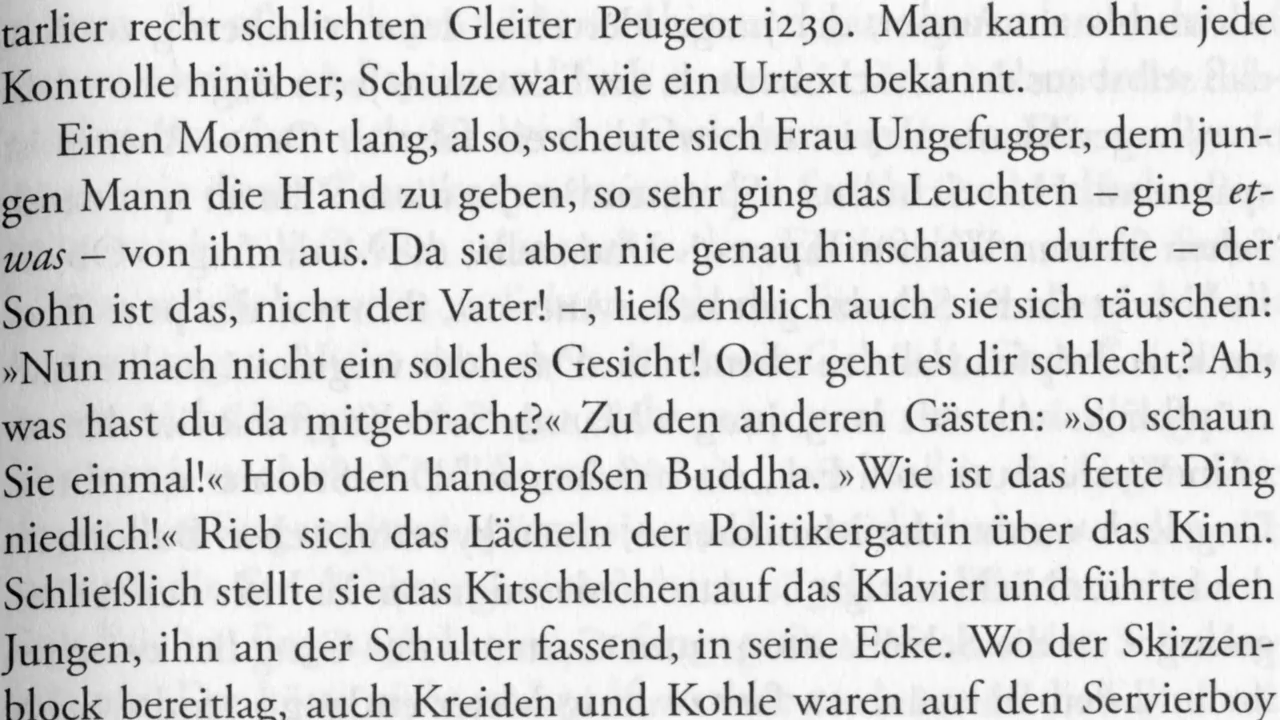 tarlier recht schlichten Gleiter Peugeot i230. Man kam ohne jede
Kontrolle hinüber; Schulze war wie ein Urtext bekannt.
Einen Moment lang, also, scheute sich Frau Ungefugger, dem jun-
gen Mann die Hand zu geben, so sehr ging das Leuchten – ging et-
was – von ihm aus. Da sie aber nie genau hinschauen durfte – der
Sohn ist das, nicht der Vater! –, ließ endlich auch sie sich täuschen:
»Nun mach nicht ein solches Gesicht! Oder geht es dir schlecht? Ah,
was hast du da mitgebracht?« Zu den anderen Gästen: »So schaun
Sie einmal!« Hob den handgroßen Buddha. »Wie ist das fette Ding
niedlich!« Rieb sich das Lächeln der Politikergattin über das Kinn.
Schließlich stellte sie das Kitschelchen auf das Klavier und führte den
Jungen, ihn an der Schulter fassend, in seine Ecke. Wo der Skizzen-
block bereitlag, auch Kreiden und Kohle waren auf den Servierboy